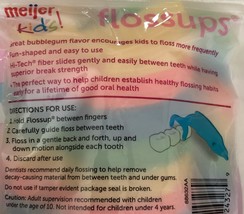 meijer flossups
kids!
great bubblegum flavor encourages kids to floss more frequently
fun-shaped and easy to use
Hi-Tech® fiber slides gently and easily between teeth while having
superior break strength
The perfect way to help children establish healthy flossing habits
early for a lifetime of good oral health
DIRECTIONS FOR USE:
1. Hold Flossup® between fingers
2. Carefully guide floss between teeth
3. Floss in a gentle back and forth, up and
down motion alongside each tooth
4. Discard after use
Dentists recommend daily flossing to help remove
decay-causing material from between teeth and under gums.
Do not use if tamper evident package seal is broken.
Caution: Adult supervision recommended with children
under the age of 10. Not intended for children under 4 years.